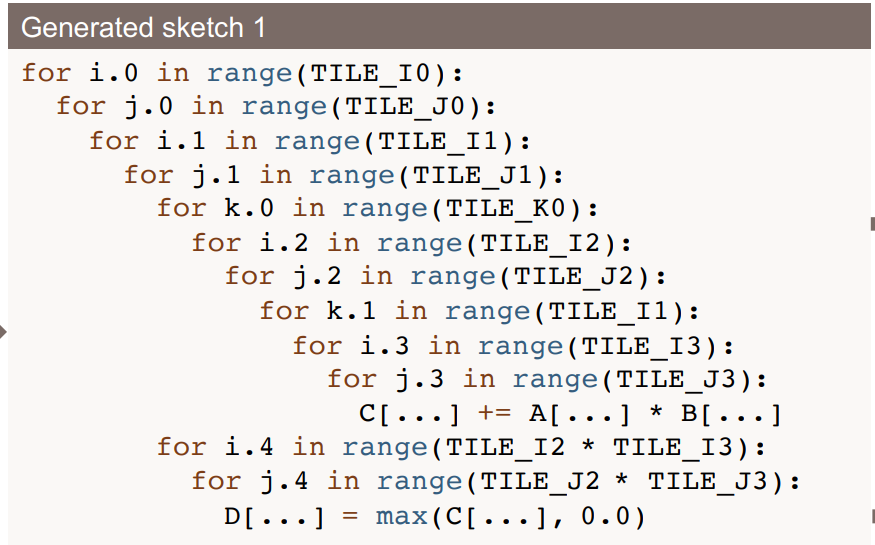 Generated sketch 1
for i.0 in range(TILE_I0):
for j.0 in range(TILE_J0):
for i.1 in range(TILE_I1):
for j.1 in range(TILE_J1):
for k.0 in range(TILE_K0):
for i.2 in range(TILE_I2):
for j.2 in range(TILE_J2):
for k.1 in range(TILE_I1):
for i.3 in range(TILE_I3):
for j.3 in range(TILE_J3):
C[...] += A[...] * B[...]
for i.4 in range(TILE_I2 * TILE_I3):
for j.4 in range(TILE_J2 * TILE_J3):
D[...] = max(C[...], 0.0)